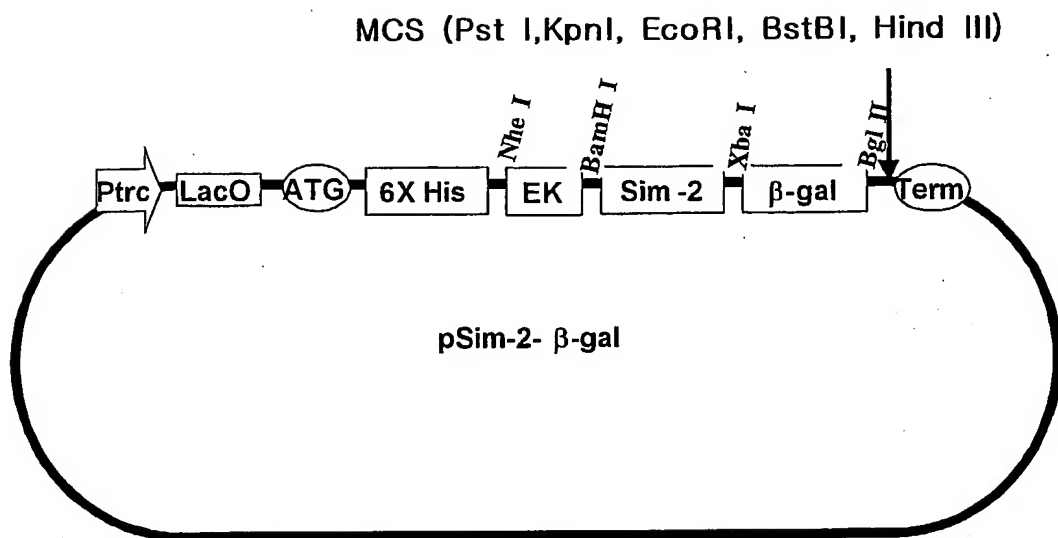 MCS (Pst I,KpnI, EcoRI, BstBI, Hind III)
Nhe I
BamH I
Xba I
Bgl II
Ptrc
LacO
ATG
6X His
EK
Sim -2
β-gal
Term
pSim-2- β-gal